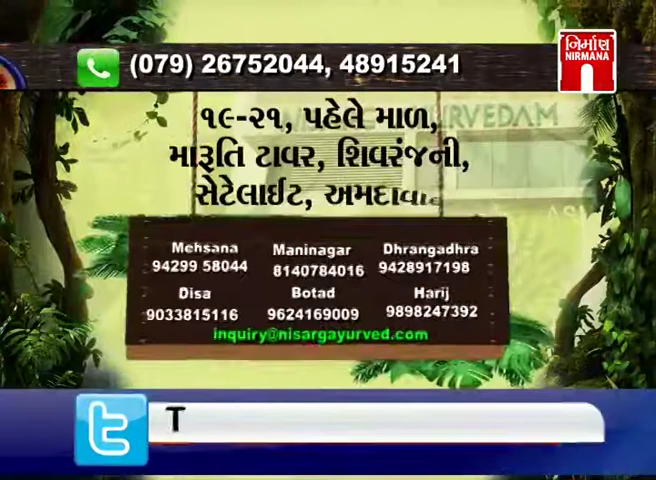 (079) 26752044, 48915241
નિર્માણ
NIRMANA
૧૯-૨૧, પહેલે માળ,
મારૂતિ ટાવર, શિવરંજની,
સેટેલાઈટ, અમદાવા
Mehsana Maninagar Dhrangadhra
94299 58044 8140784016 9428917198
Disa Botad Harij
9033815116 9624169009 9898247392
inquiry@nisargayurved.com
T